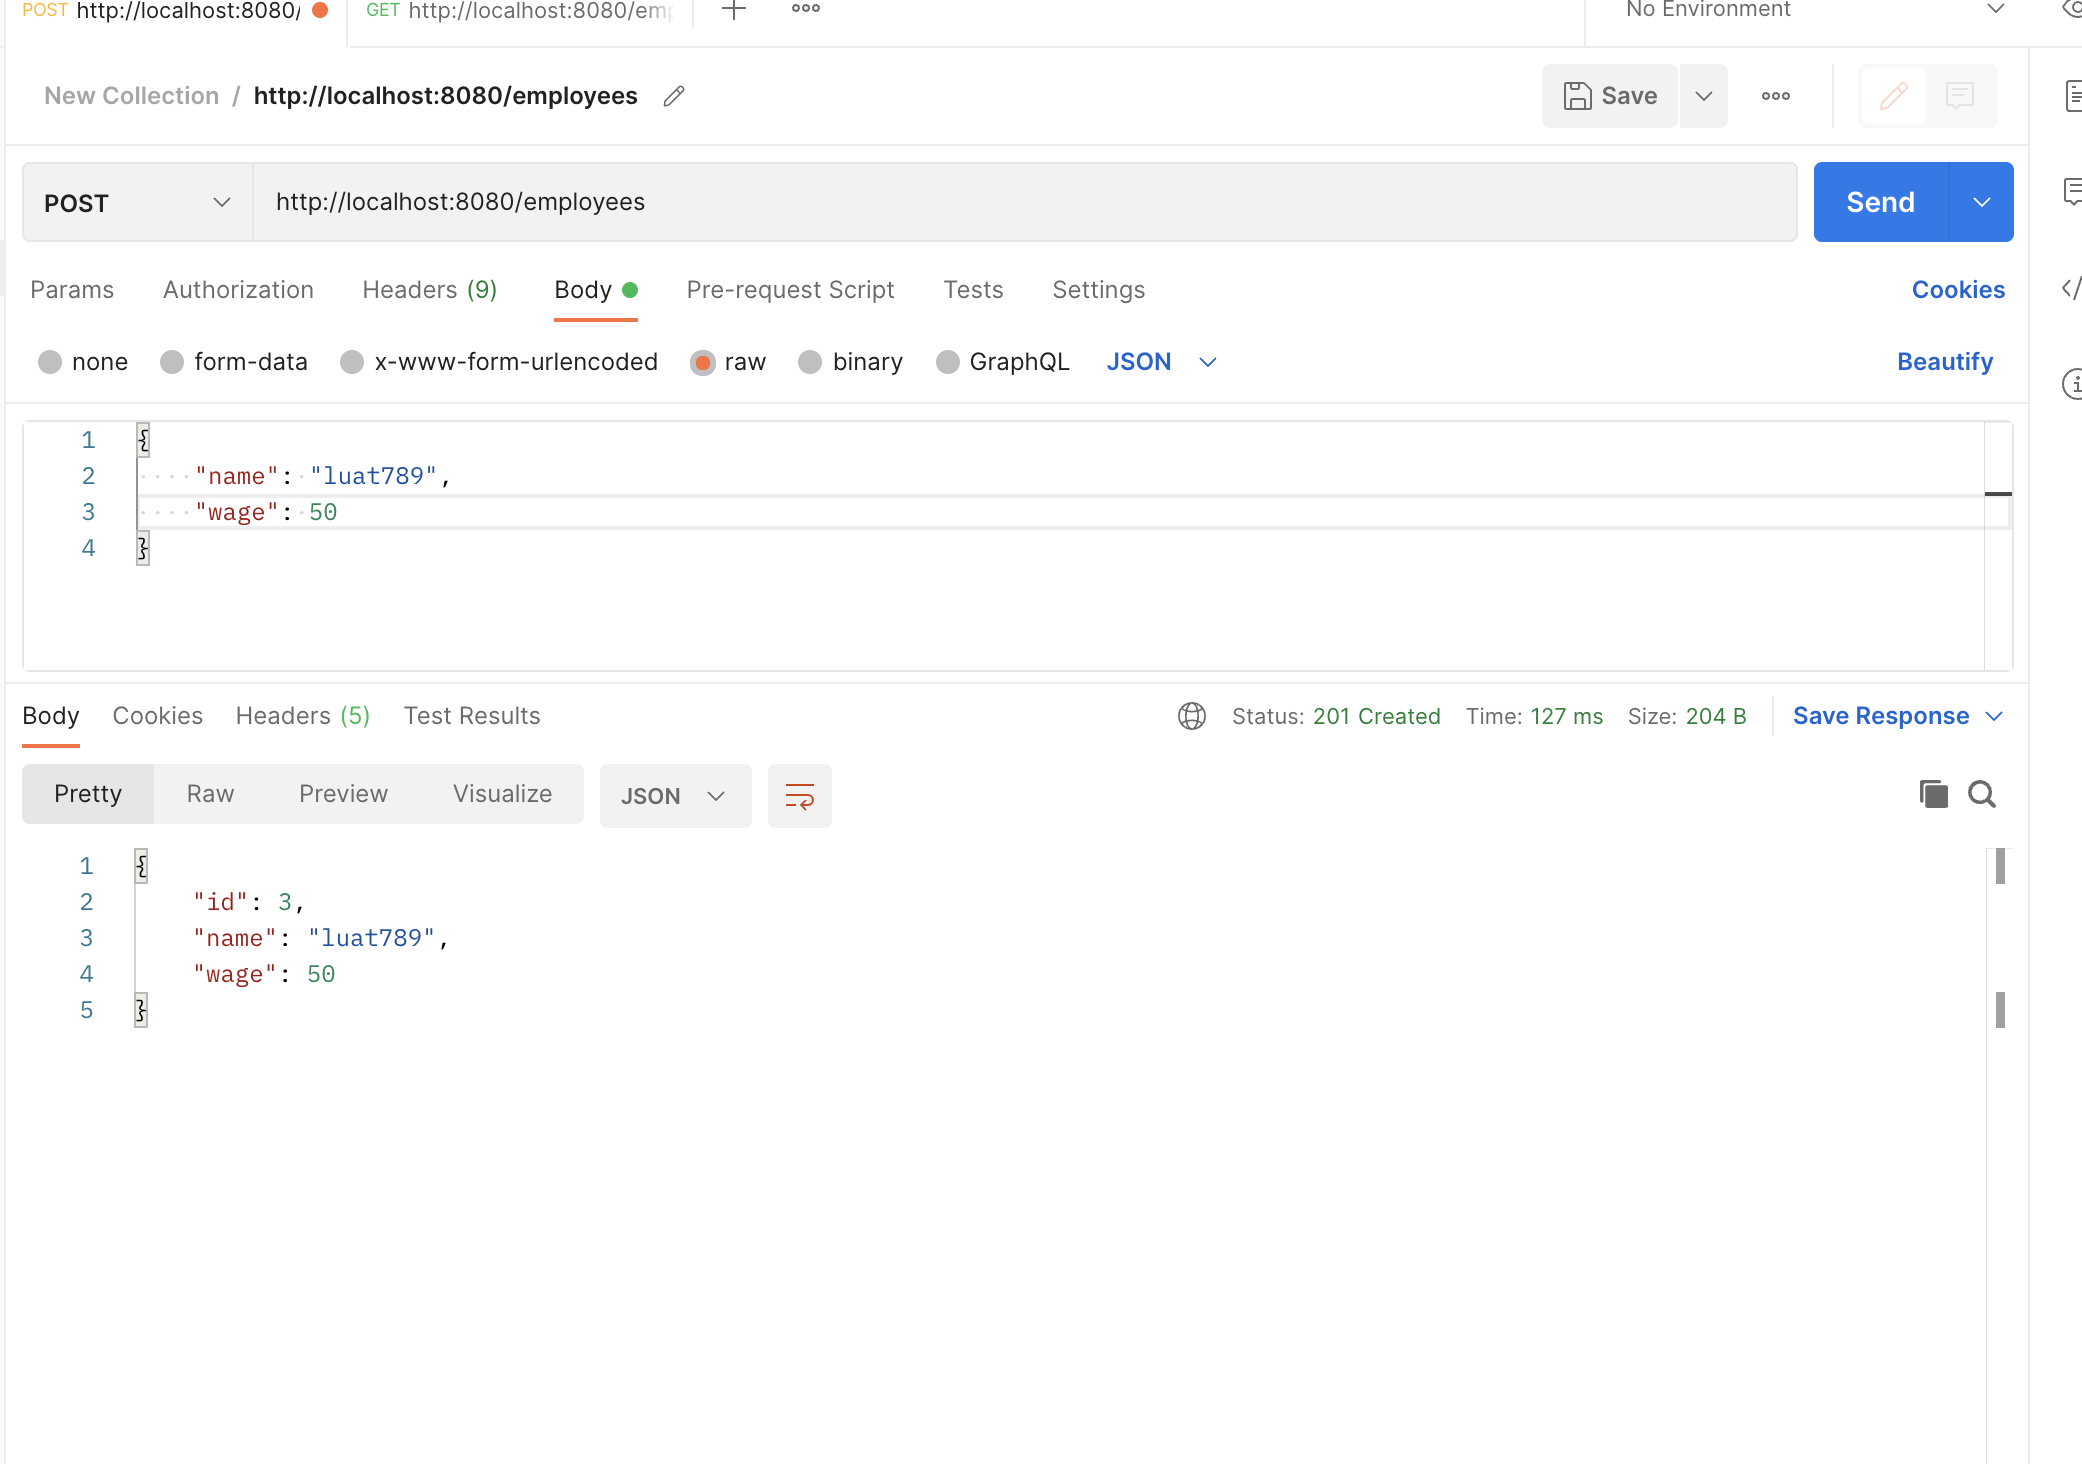 POST http://localhost:8080/ GET http://localhost:8080/emp No Environment
New Collection / http://localhost:8080/employees Save
POST http://localhost:8080/employees Send
Params Authorization Headers (9) Body Pre-request Script Tests Settings Cookies
none form-data x-www-form-urlencoded raw binary GraphQL JSON Beautify
1 {
2 "name": "luat789",
3 "wage": 50
4 }
Body Cookies Headers (5) Test Results Status: 201 Created Time: 127 ms Size: 204 B Save Response
Pretty Raw Preview Visualize JSON
1 {
2 "id": 3,
3 "name": "luat789",
4 "wage": 50
5 }